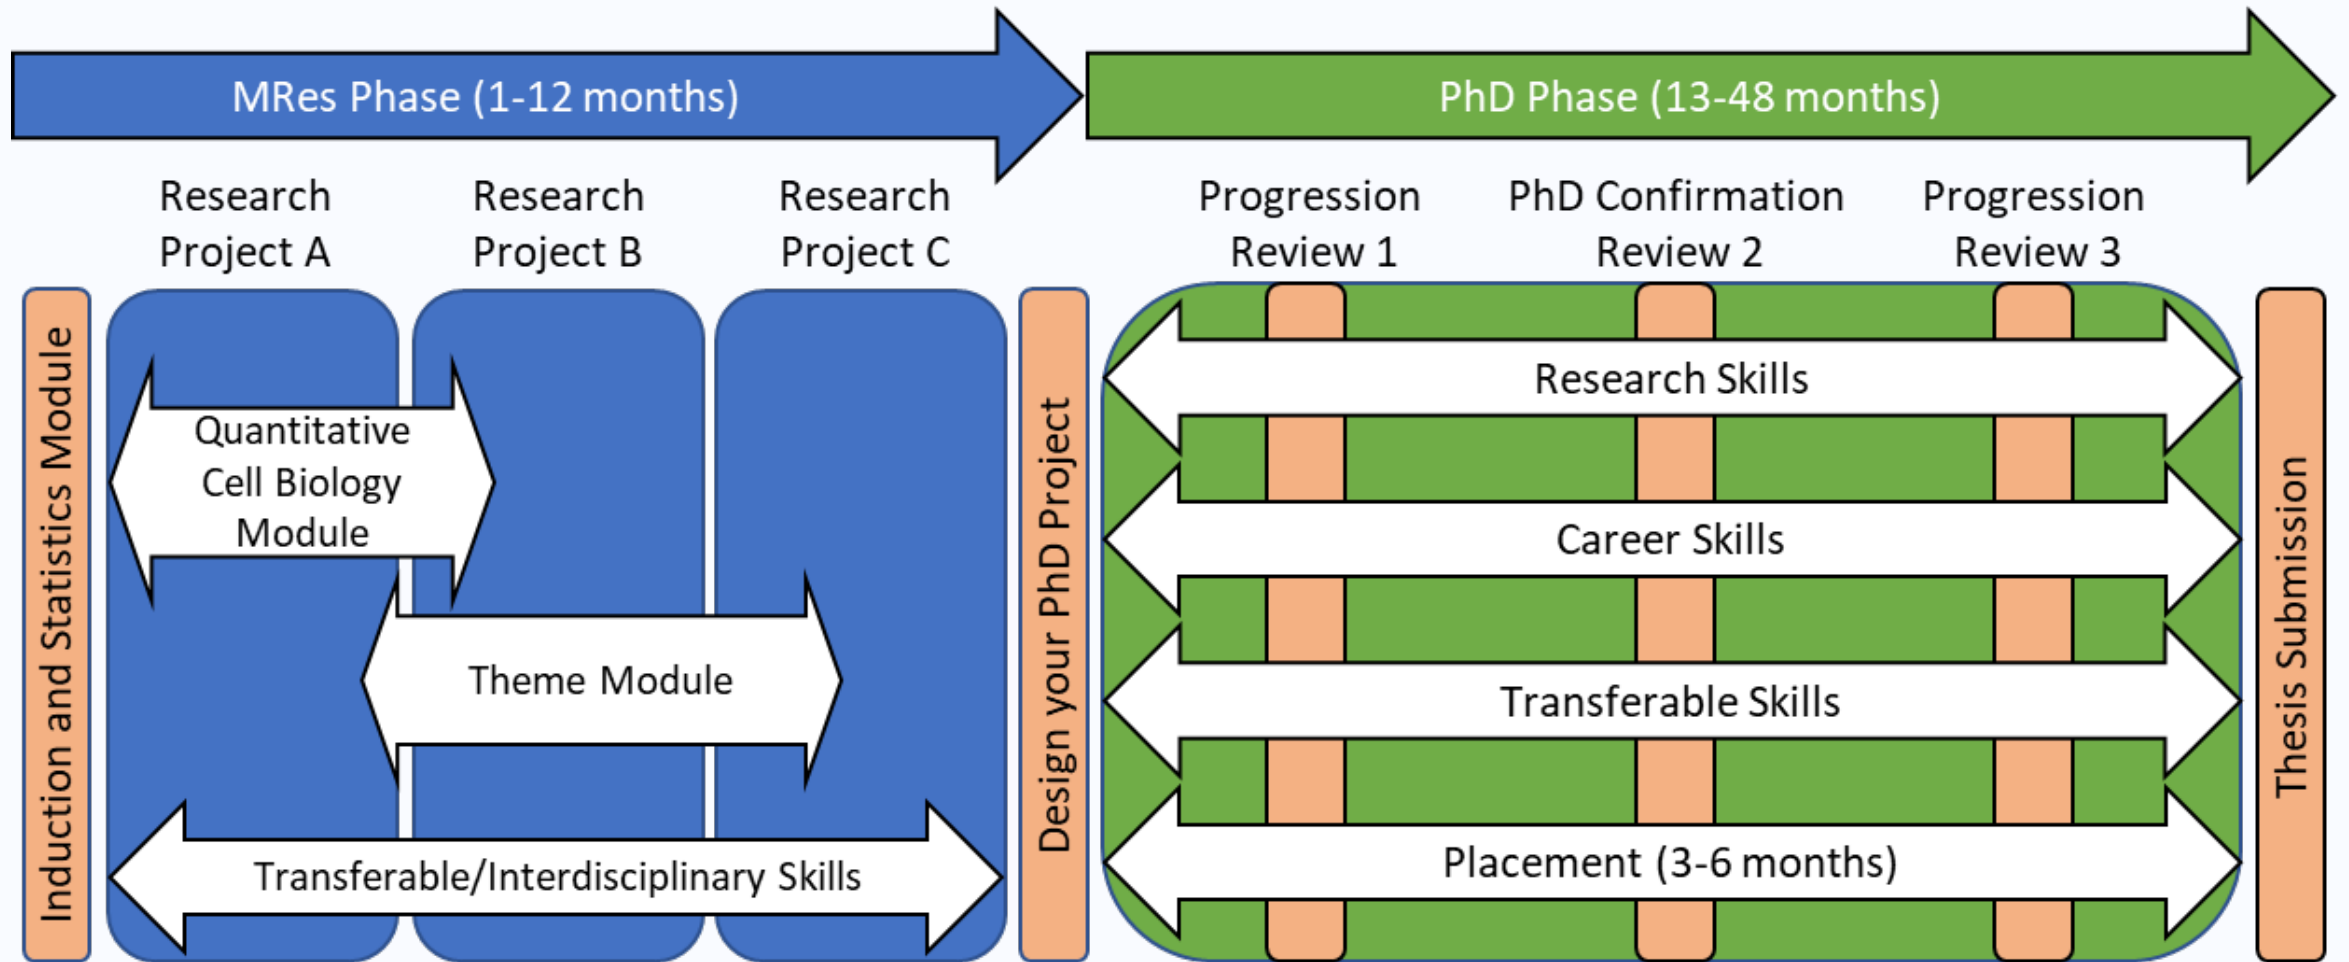 MRes Phase (1-12 months)
PhD Phase (13-48 months)
Research
Project A
Research
Project B
Research
Project C
Progression
Review 1
PhD Confirmation
Review 2
Progression
Review 3
Induction and Statistics Module
Quantitative
Cell Biology
Module
Theme Module
Transferable/Interdisciplinary Skills
Design your PhD Project
Research Skills
Career Skills
Transferable Skills
Placement (3-6 months)
Thesis Submission